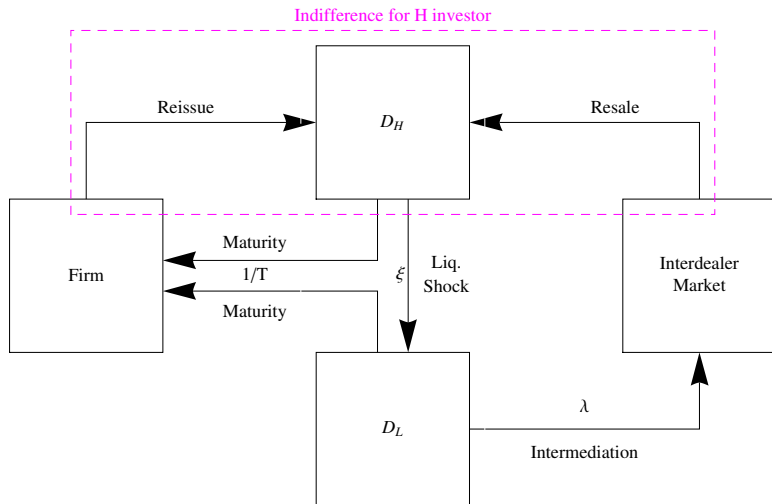 Indifference for H investor
Reissue
D_H
Resale
Maturity
Firm
1/T
ξ
Liq.
Shock
Interdealer
Market
Maturity
λ
D_L
Intermediation